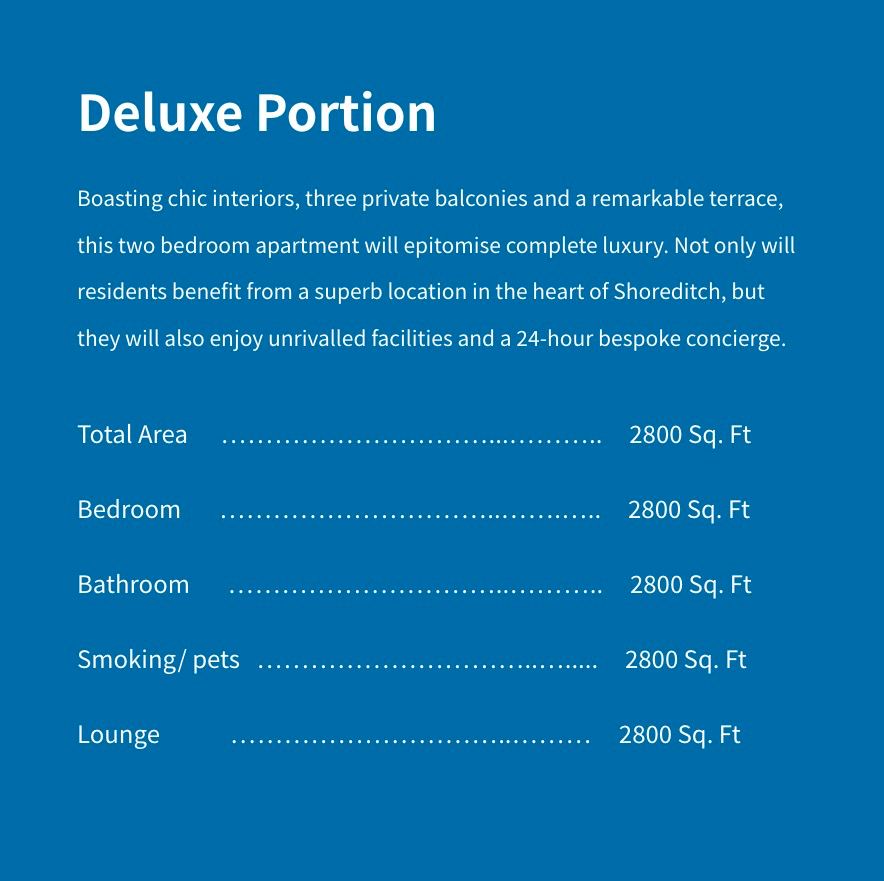 Deluxe Portion
Boasting chic interiors, three private balconies and a remarkable terrace,
this two bedroom apartment will epitomise complete luxury. Not only will
residents benefit from a superb location in the heart of Shoreditch, but
they will also enjoy unrivalled facilities and a 24-hour bespoke concierge.
Total Area …………………………...……….. 2800 Sq. Ft
Bedroom …………………………..…….….. 2800 Sq. Ft
Bathroom …………………………..……….. 2800 Sq. Ft
Smoking/ pets …………………………..…..... 2800 Sq. Ft
Lounge …………………………..……… 2800 Sq. Ft